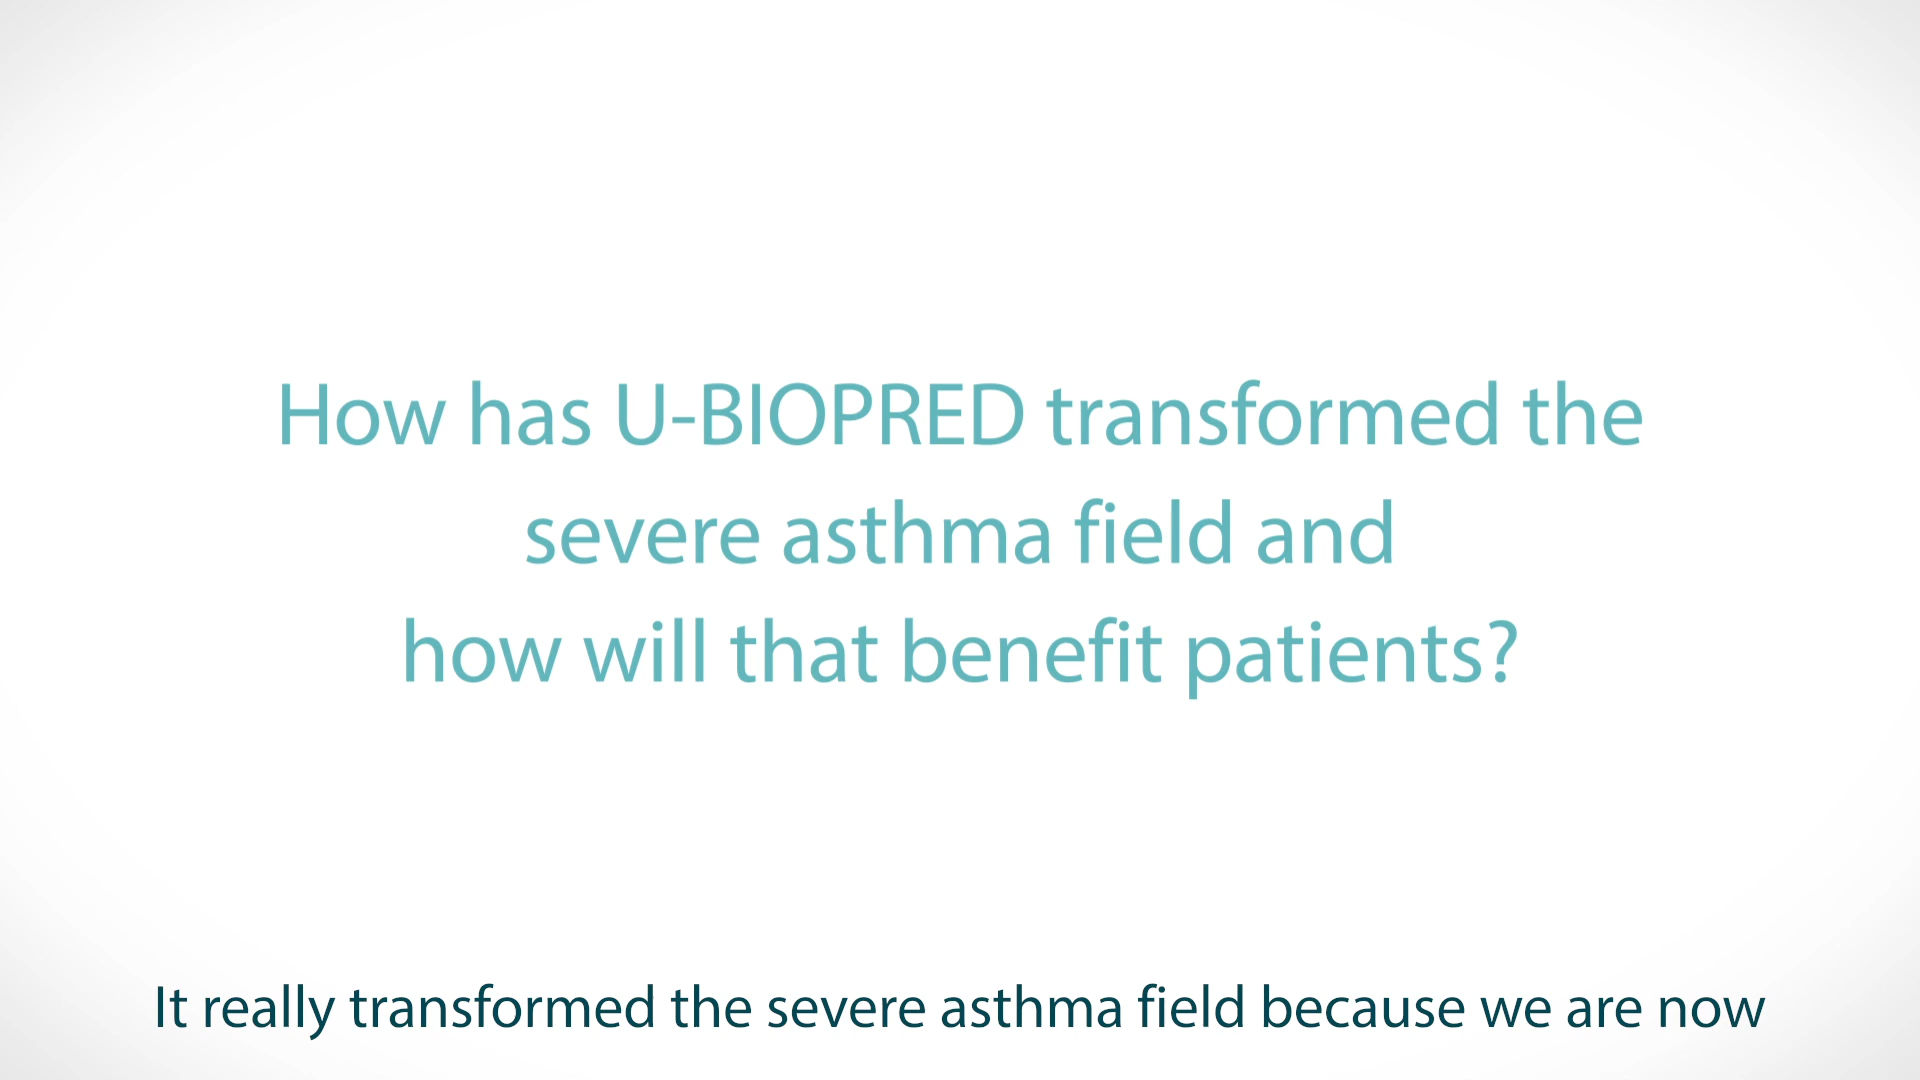 How has U-BIOPRED transformed the
severe asthma field and
how will that benefit patients?
It really transformed the severe asthma field because we are now